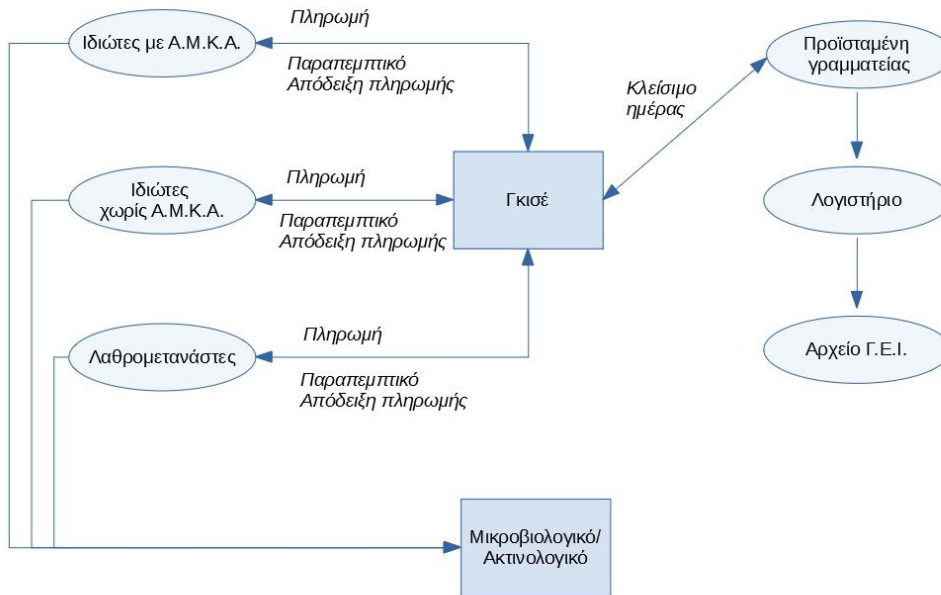 Ιδιώτες με Α.Μ.Κ.Α.
Πληρωμή
Παραπεμπτικό
Απόδειξη πληρωμής
Προϊσταμένη
γραμματείας
Κλείσιμο
ημέρας
Ιδιώτες
χωρίς Α.Μ.Κ.Α.
Πληρωμή
Παραπεμπτικό
Απόδειξη πληρωμής
Γκισέ
Λογιστήριο
Λαθρομετανάστες
Πληρωμή
Παραπεμπτικό
Απόδειξη πληρωμής
Αρχείο Γ.Ε.Ι.
Μικροβιολογικό/
Ακτινολογικό